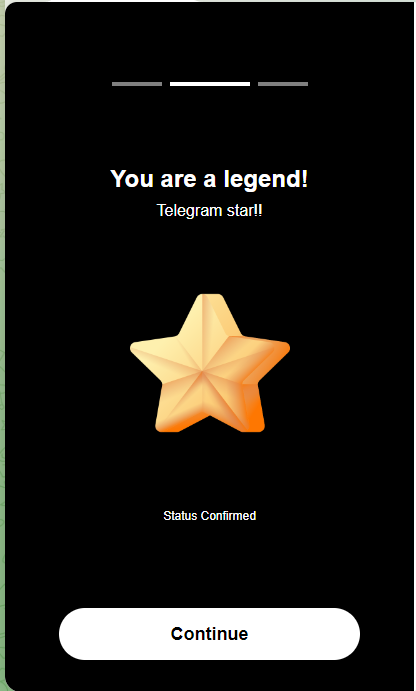 You are a legend!
Telegram star!!
Status Confirmed
Continue